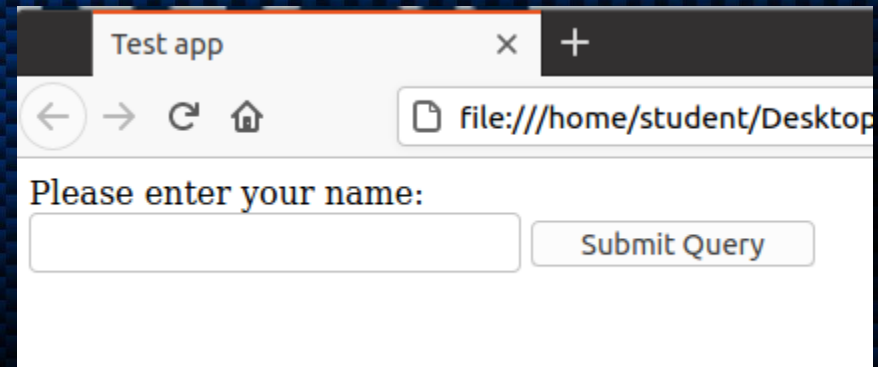 Test app
file:///home/student/Desktop
Please enter your name:
Submit Query